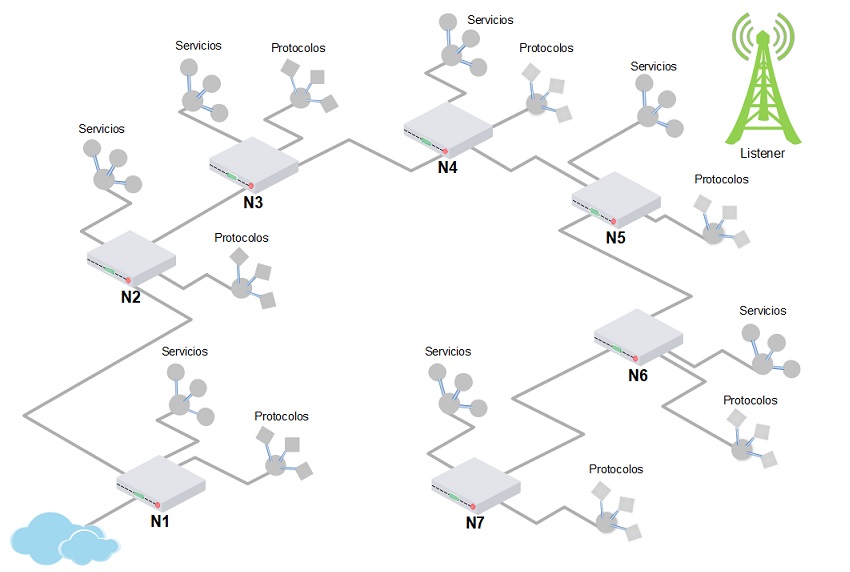 Servicios
Servicios
Protocolos
Protocolos
Servicios
Listener
Servicios
N4
N3
Protocolos
N5
Protocolos
N2
Servicios
N6
Servicios
Servicios
Protocolos
Protocolos
Protocolos
N1
N7